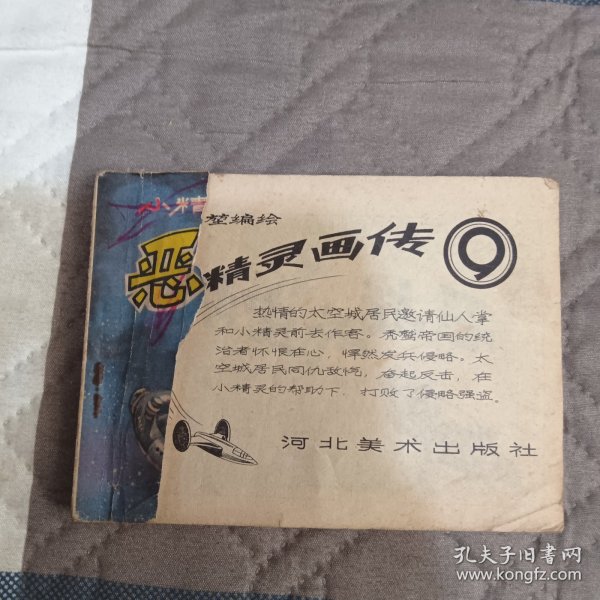 堃编绘
恶
精灵画传
9
热情的太空城居民邀请仙人掌
和小精灵前去作客。秃鹫帝国的统
治者怀恨在心，悍然发兵侵略。太
空城居民同仇敌忾，奋起反击，在
小精灵的帮助下，打败了侵略强盗。
河北美术出版社
孔夫子旧书网
www.kongfz.com